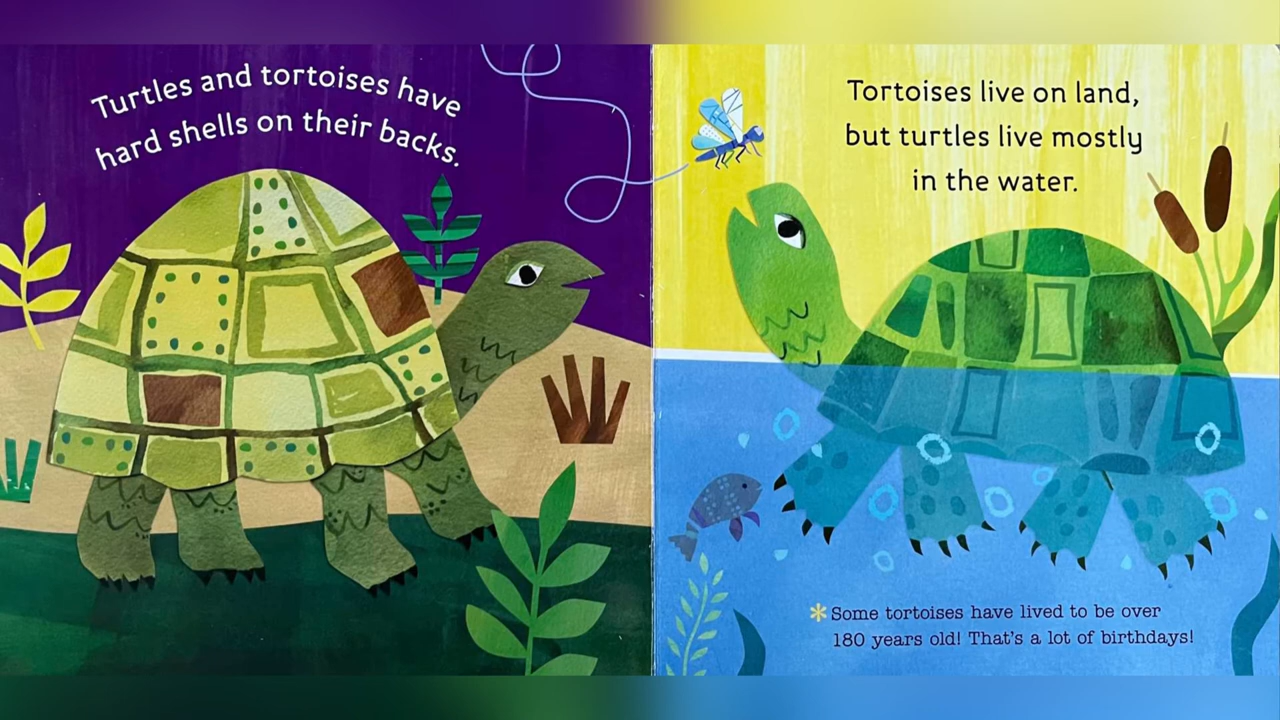 Turtles and tortoises have
hard shells on their backs.
Tortoises live on land,
but turtles live mostly
in the water.
*Some tortoises have lived to be over
180 years old! That's a lot of birthdays!